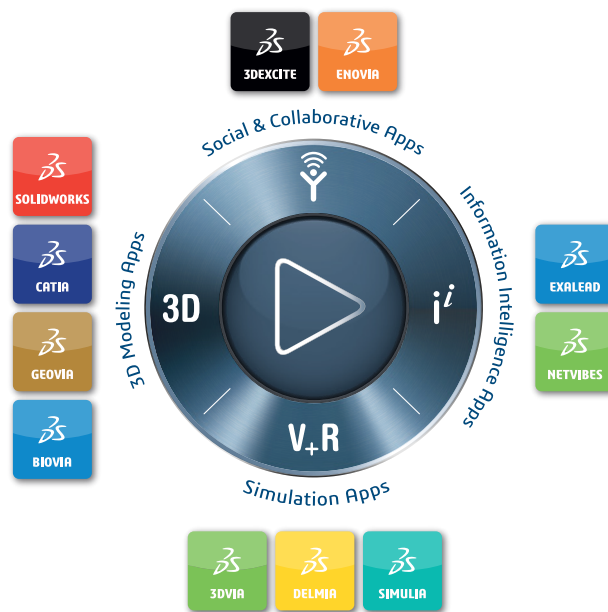 3DEXCITE
ENOVIA
Social & Collaborative Apps
SOLIDWORKS
CATIA
GEOVIA
BIOVIA
3D Modeling Apps
3D
Information Intelligence Apps
ii
EXALEAD
NETVIBES
V+R
Simulation Apps
3DVIA
DELMIA
SIMULIA